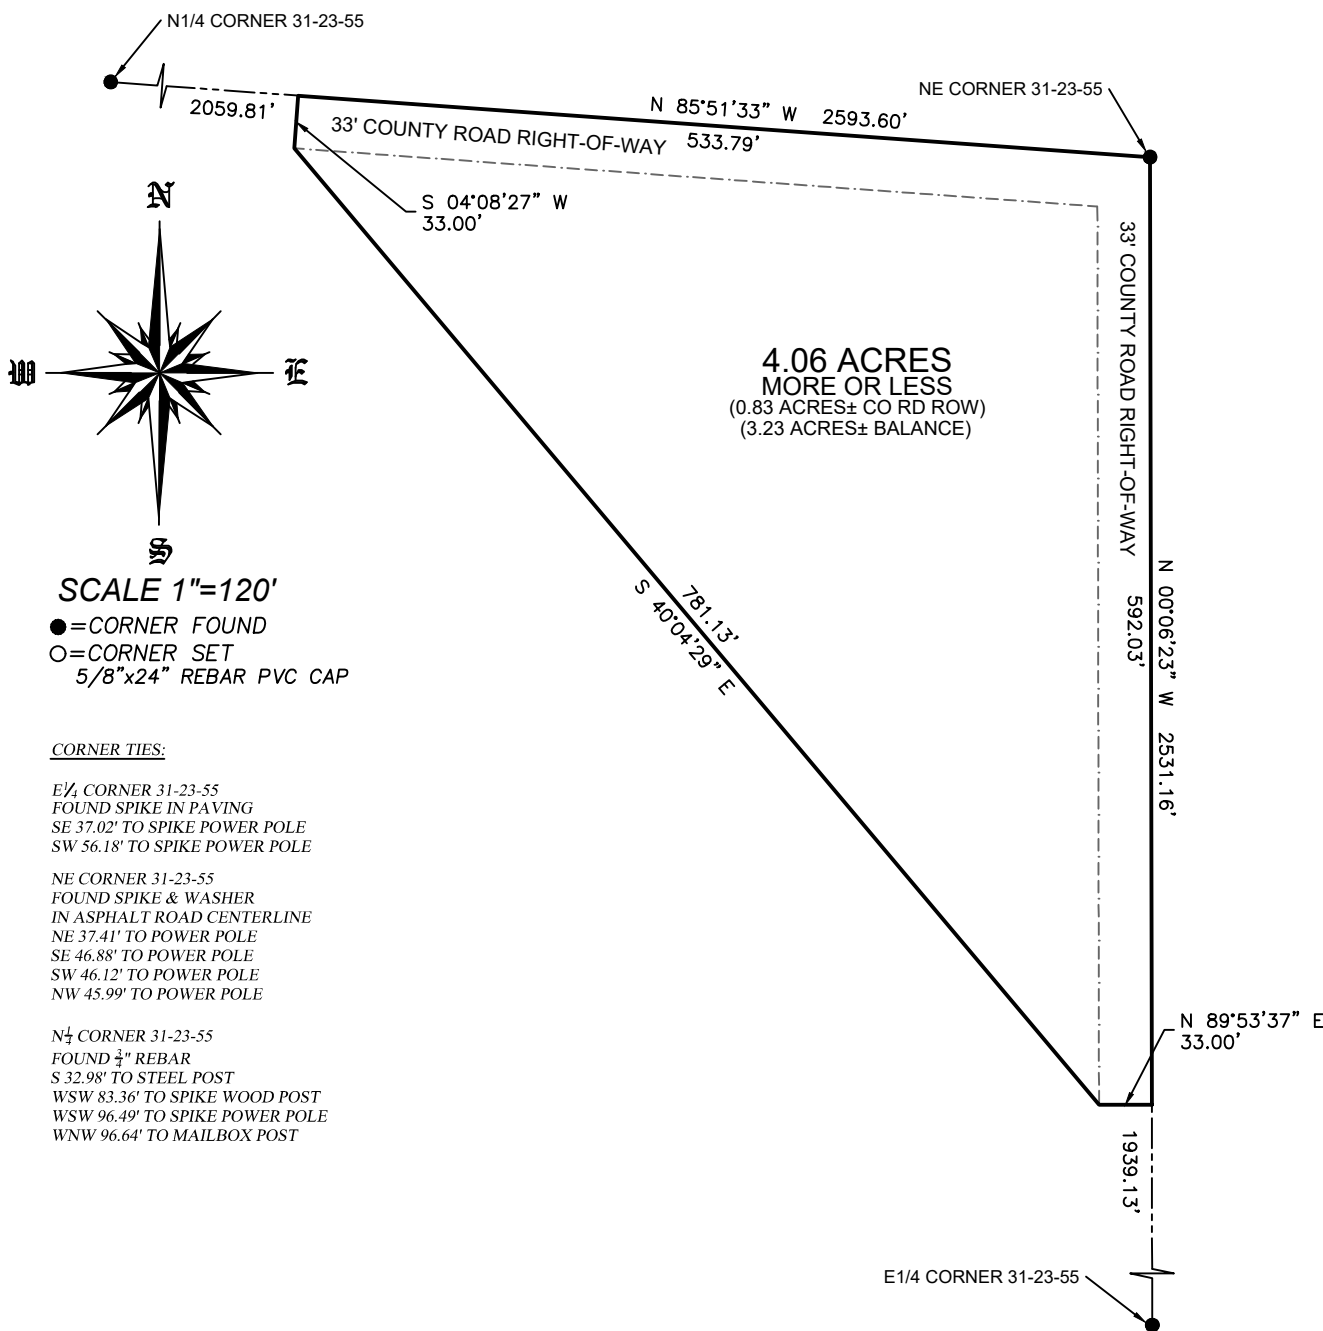 N1/4 CORNER 31-23-55
NE CORNER 31-23-55
2059.81'
N 85°51'33" W 2593.60'
33' COUNTY ROAD RIGHT-OF-WAY 533.79'
S 04°08'27" W
33.00'
N
W
E
S
33' COUNTY ROAD RIGHT-OF-WAY 592.03'
N 00°06'23" W 2531.16'
4.06 ACRES
MORE OR LESS
(0.83 ACRES± CO RD ROW)
(3.23 ACRES± BALANCE)
781.13'
S 40°04'29" E
SCALE 1"=120'
=CORNER FOUND
=CORNER SET
5/8"x24" REBAR PVC CAP
CORNER TIES:
E1/4 CORNER 31-23-55
FOUND SPIKE IN PAVING
SE 37.02' TO SPIKE POWER POLE
SW 56.18' TO SPIKE POWER POLE
NE CORNER 31-23-55
FOUND SPIKE & WASHER
IN ASPHALT ROAD CENTERLINE
NE 37.41' TO POWER POLE
SE 46.88' TO POWER POLE
SW 46.12' TO POWER POLE
NW 45.99' TO POWER POLE
N1/4 CORNER 31-23-55
FOUND 3/4" REBAR
S 32.98' TO STEEL POST
WSW 83.36' TO SPIKE WOOD POST
WSW 96.49' TO SPIKE POWER POLE
WNW 96.64' TO MAILBOX POST
N 89°53'37" E
33.00'
1939.13'
E1/4 CORNER 31-23-55